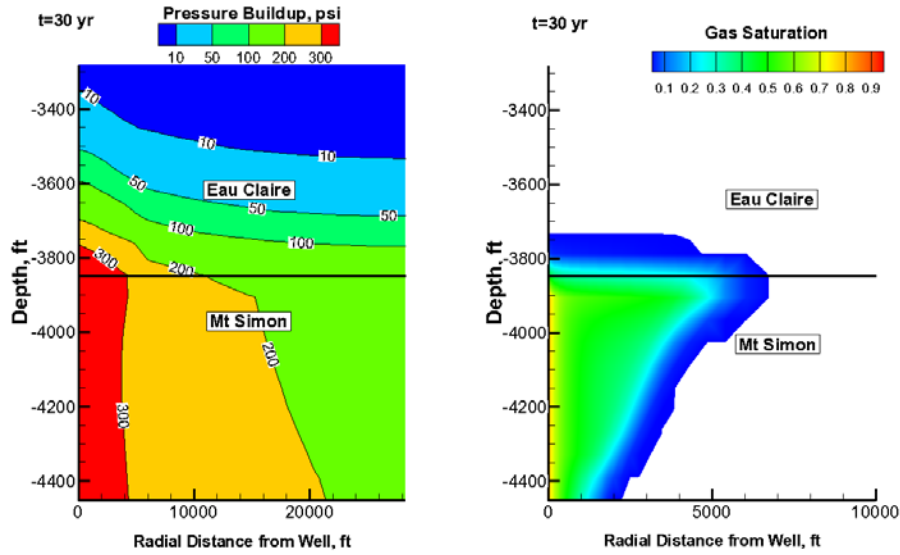 t=30 yr
Pressure Buildup, psi
10 50 100 200 300
-3400
-3600
-3800
-4000
-4200
-4400
Depth, ft
10
10
10
50
50
50
Eau Claire
100
100
300
200
Mt Simon
200
300
0 10000 20000
Radial Distance from Well, ft
t=30 yr
Gas Saturation
0.1 0.2 0.3 0.4 0.5 0.6 0.7 0.8 0.9
-3400
-3600
-3800
-4000
-4200
-4400
Depth, ft
Eau Claire
Mt Simon
0 5000 10000
Radial Distance from Well, ft